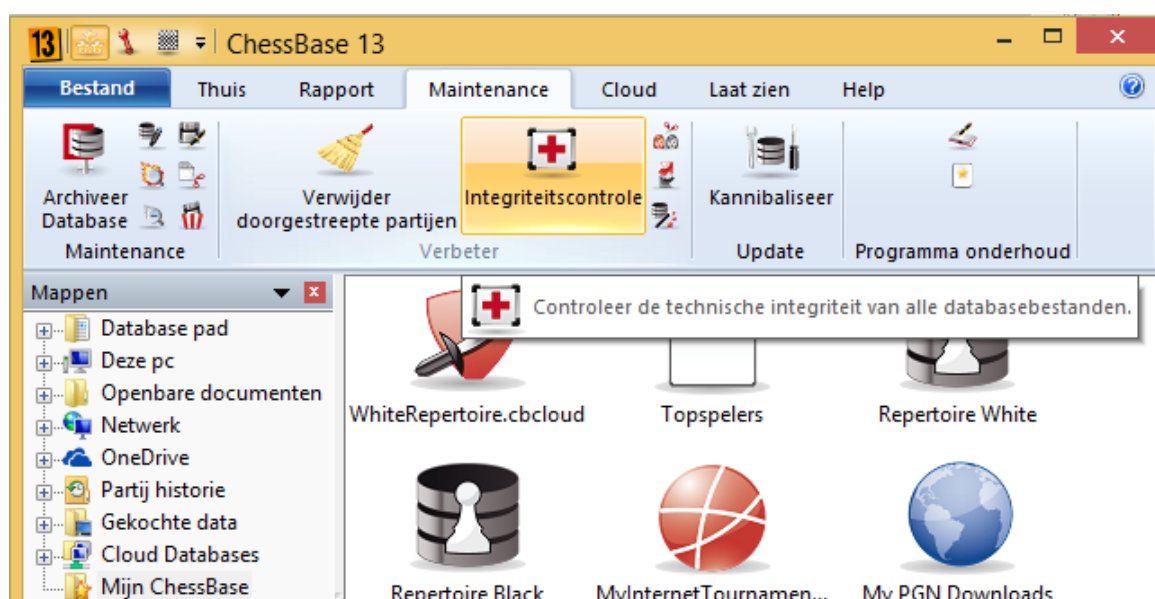 13
ChessBase 13
Bestand Thuis Rapport Maintenance Cloud Laat zien Help
Archiveer
Database
Verwijder
doorgestreepte partijen
Integriteitscontrole
Kannibaliseer
Maintenance Verbeter Update Programma onderhoud
Mappen
Controleer de technische integriteit van alle databasebestanden.
Database pad
Deze pc
Openbare documenten
Netwerk
OneDrive
Partij historie
Gekochte data
Cloud Databases
Mijn ChessBase
WhiteRepertoire.cbcloud Topspelers Repertoire White
Repertoire Black MyInternetTournamen... My PGN Downloads